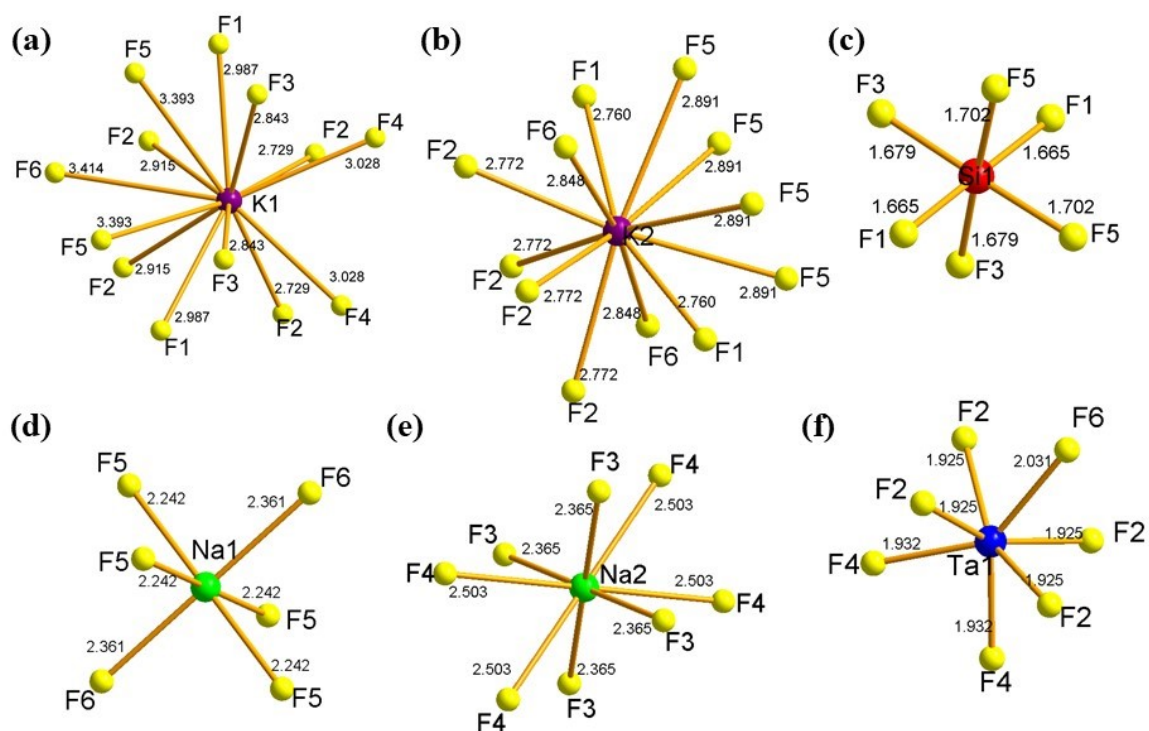 (a)
F1
F5
2.987
F3
3.393
2.843
F2
F2
F4
2.729
3.028
2.915
F6
3.414
K1
3.393
F5
2.843
F2
2.915
F3
2.729
3.028
F4
2.987
F2
F1
(b)
F5
F1
2.760
2.891
F6
F5
F2
2.772
2.848
2.891
F5
K2
2.891
2.772
F2
2.772
F2
F5
2.891
2.848
2.760
F6
F1
2.772
F2
(c)
F5
F3
F1
1.702
1.679
1.665
Si1
1.665
1.702
F1
1.679
F5
F3
(d)
F5
F6
2.242
2.361
Na1
F5
2.242
2.242
F5
2.361
2.242
F6
F5
(e)
F3
F4
2.365
2.503
F3
2.365
Na2
F4
2.503
2.503
F4
2.365
F3
2.503
2.365
F4
F3
(f)
F2
F6
1.925
2.031
F2
1.925
1.925
F2
F4
1.932
Ta1
1.925
F2
1.932
F4